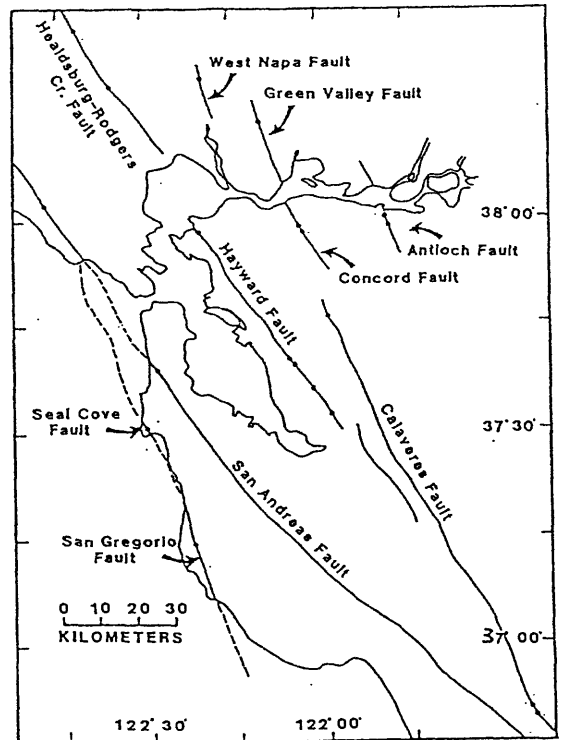 Healdsburg-Rodgers
Cr. Fault
West Napa Fault
Green Valley Fault
38°00'
Antioch Fault
Concord Fault
Hayward Fault
Calaveras Fault
37°30'
Seal Cove
Fault
San Andreas Fault
San Gregorio
Fault
0 10 20 30
KILOMETERS
37°00'
122°30'
122°00'